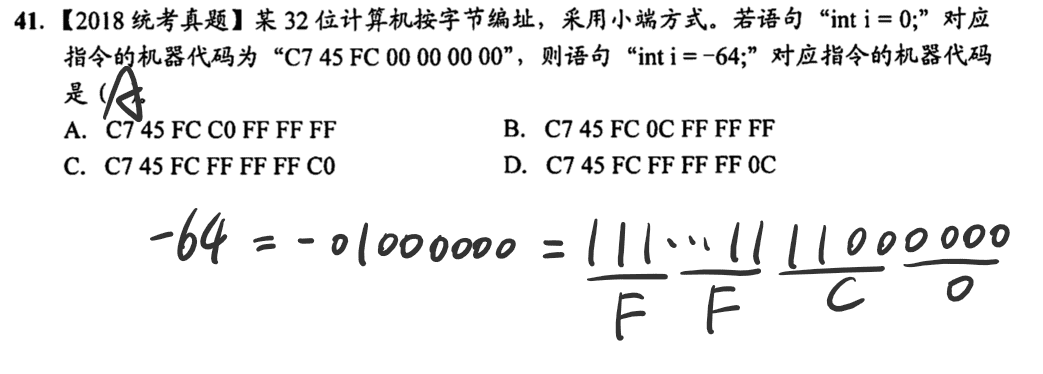 41. 【2018 统考真题】某 32 位计算机按字节编址，采用小端方式。若语句 “int i = 0;” 对应
指令的机器代码为 “C7 45 FC 00 00 00 00”，则语句 “int i = −64;” 对应指令的机器代码
是（A）。
A. C7 45 FC C0 FF FF FF
B. C7 45 FC 0C FF FF FF
C. C7 45 FC FF FF FF C0
D. C7 45 FC FF FF FF 0C
-64 = -01000000 = 111...11 11000000
F F C 0